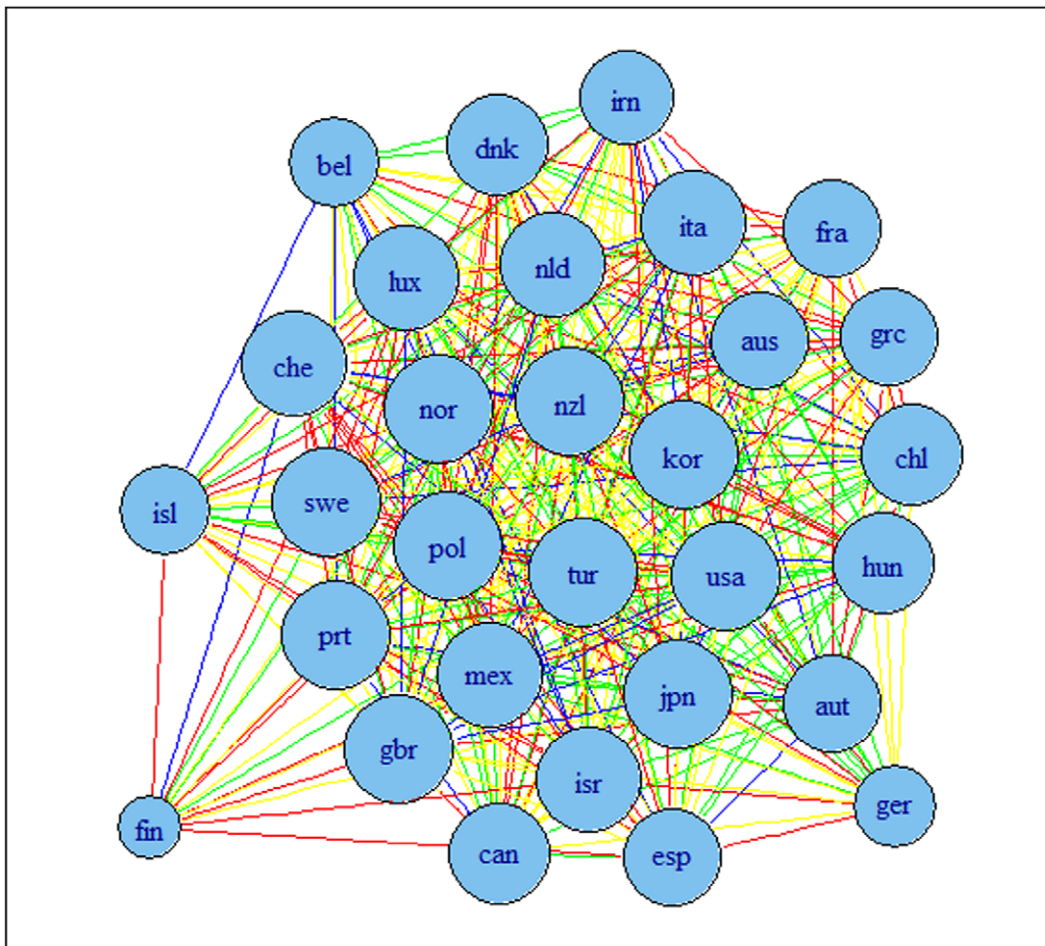 irn
dnk
bel
ita
fra
lux
nld
aus
grc
che
nor
nzl
kor
chl
isl
swe
pol
tur
usa
hun
prt
mex
jpn
aut
gbr
isr
fin
can
esp
ger